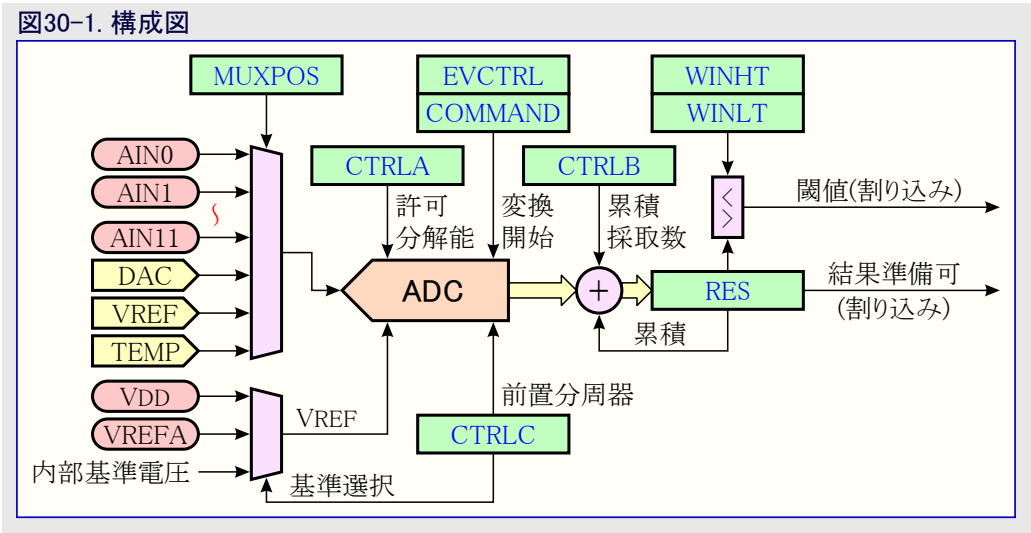 図30-1. 構成図
MUXPOS
EVCTRL
COMMAND
WINHT
WINLT
AIN0
AIN1
AIN11
DAC
VREF
TEMP
CTRLA
許可
分解能
変換
開始
CTRLB
累積
採取数
< >
閾値(割り込み)
ADC
+
RES
結果準備可
(割り込み)
累積
VDD
VREFA
内部基準電圧
VREF
前置分周器
CTRLC
基準選択